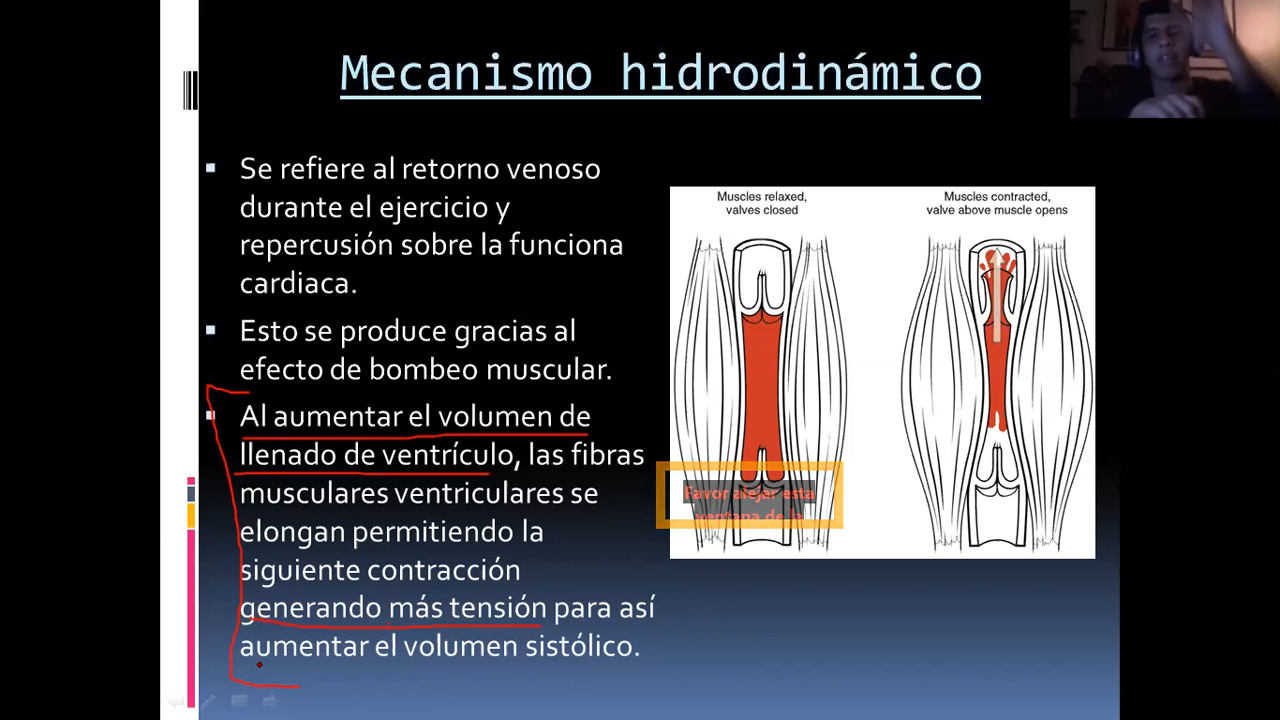 Mecanismo hidrodinámico
Se refiere al retorno venoso
durante el ejercicio y
repercusión sobre la funciona
cardiaca.
Esto se produce gracias al
efecto de bombeo muscular.
Al aumentar el volumen de
llenado de ventrículo, las fibras
musculares ventriculares se
elongan permitiendo la
siguiente contracción
generando más tensión para así
aumentar el volumen sistólico.
Muscles relaxed,
valves closed
Muscles contracted,
valve above muscle opens
Favor alejar esta
ventana de la